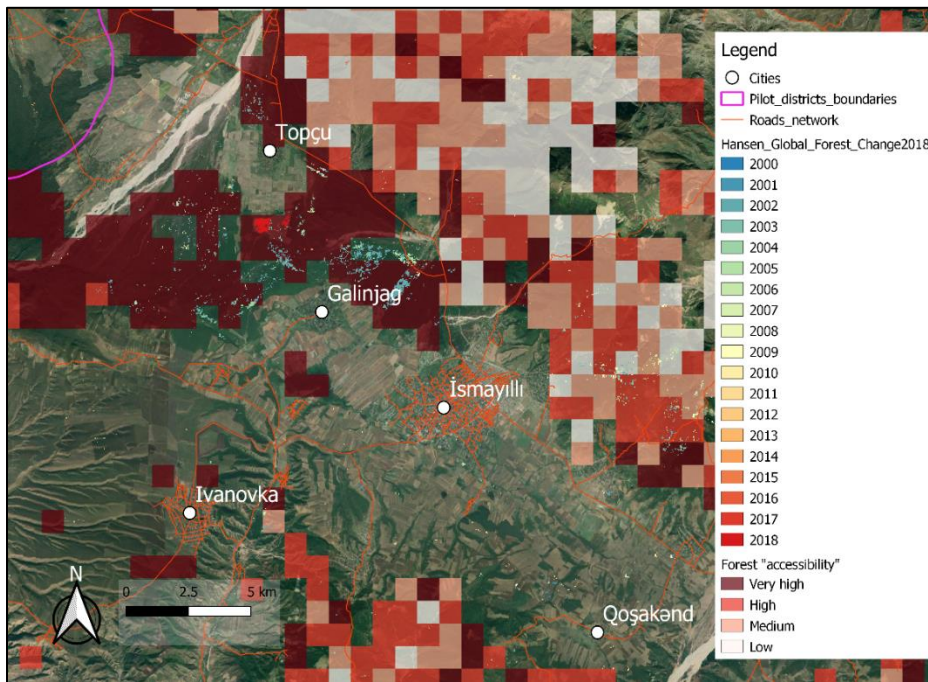 Legend
Cities
Pilot_districts_boundaries
Roads_network
Hansen_Global_Forest_Change2018
2000
2001
2002
2003
2004
2005
2006
2007
2008
2009
2010
2011
2012
2013
2014
2015
2016
2017
2018
Forest "accessibility"
Very high
High
Medium
Low
Topçu
Galinjag
İsmayıllı
Ivanovka
Qoşakənd
N
0 2.5 5 km